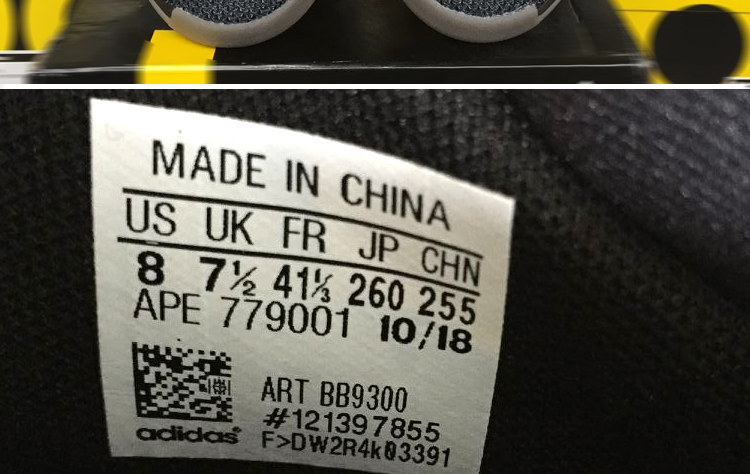 MADE IN CHINA
US UK FR JP CHN
8 7½ 41⅓ 260 255
APE 779001 10/18
ART BB9300
#121397855
adidas
F>DW2R4k03391